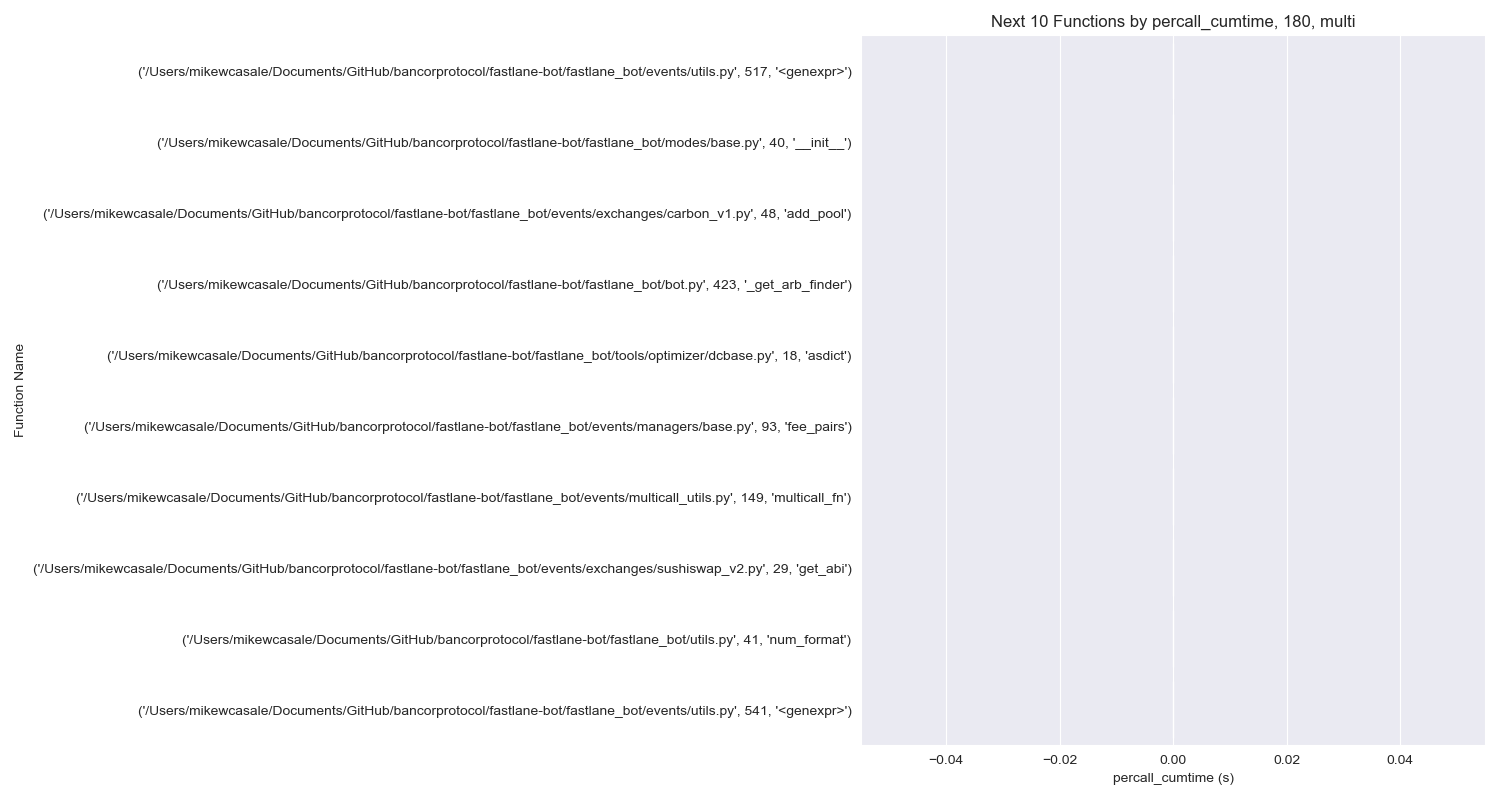 Next 10 Functions by percall_cumtime, 180, multi
('/Users/mikewcasale/Documents/GitHub/bancorprotocol/fastlane-bot/fastlane_bot/events/utils.py', 517, '<genexpr>')
('/Users/mikewcasale/Documents/GitHub/bancorprotocol/fastlane-bot/fastlane_bot/modes/base.py', 40, '__init__')
('/Users/mikewcasale/Documents/GitHub/bancorprotocol/fastlane-bot/fastlane_bot/events/exchanges/carbon_v1.py', 48, 'add_pool')
('/Users/mikewcasale/Documents/GitHub/bancorprotocol/fastlane-bot/fastlane_bot/bot.py', 423, '_get_arb_finder')
('/Users/mikewcasale/Documents/GitHub/bancorprotocol/fastlane-bot/fastlane_bot/tools/optimizer/dcbase.py', 18, 'asdict')
('/Users/mikewcasale/Documents/GitHub/bancorprotocol/fastlane-bot/fastlane_bot/events/managers/base.py', 93, 'fee_pairs')
('/Users/mikewcasale/Documents/GitHub/bancorprotocol/fastlane-bot/fastlane_bot/events/multicall_utils.py', 149, 'multicall_fn')
('/Users/mikewcasale/Documents/GitHub/bancorprotocol/fastlane-bot/fastlane_bot/events/exchanges/sushiswap_v2.py', 29, 'get_abi')
('/Users/mikewcasale/Documents/GitHub/bancorprotocol/fastlane-bot/fastlane_bot/utils.py', 41, 'num_format')
('/Users/mikewcasale/Documents/GitHub/bancorprotocol/fastlane-bot/fastlane_bot/events/utils.py', 541, '<genexpr>')
Function Name
−0.04 −0.02 0.00 0.02 0.04
percall_cumtime (s)